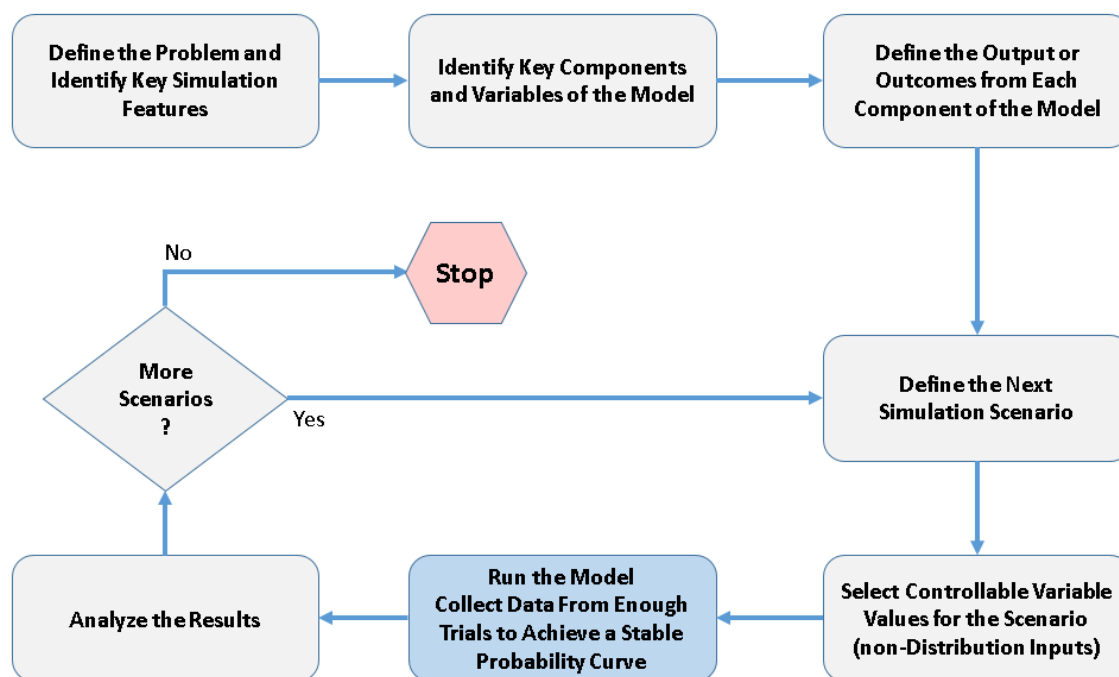 Define the Problem and
Identify Key Simulation
Features
Identify Key Components
and Variables of the Model
Define the Output or
Outcomes from Each
Component of the Model
No
Stop
More
Scenarios
?
Yes
Define the Next
Simulation Scenario
Analyze the Results
Run the Model
Collect Data From Enough
Trials to Achieve a Stable
Probability Curve
Select Controllable Variable
Values for the Scenario
(non-Distribution Inputs)